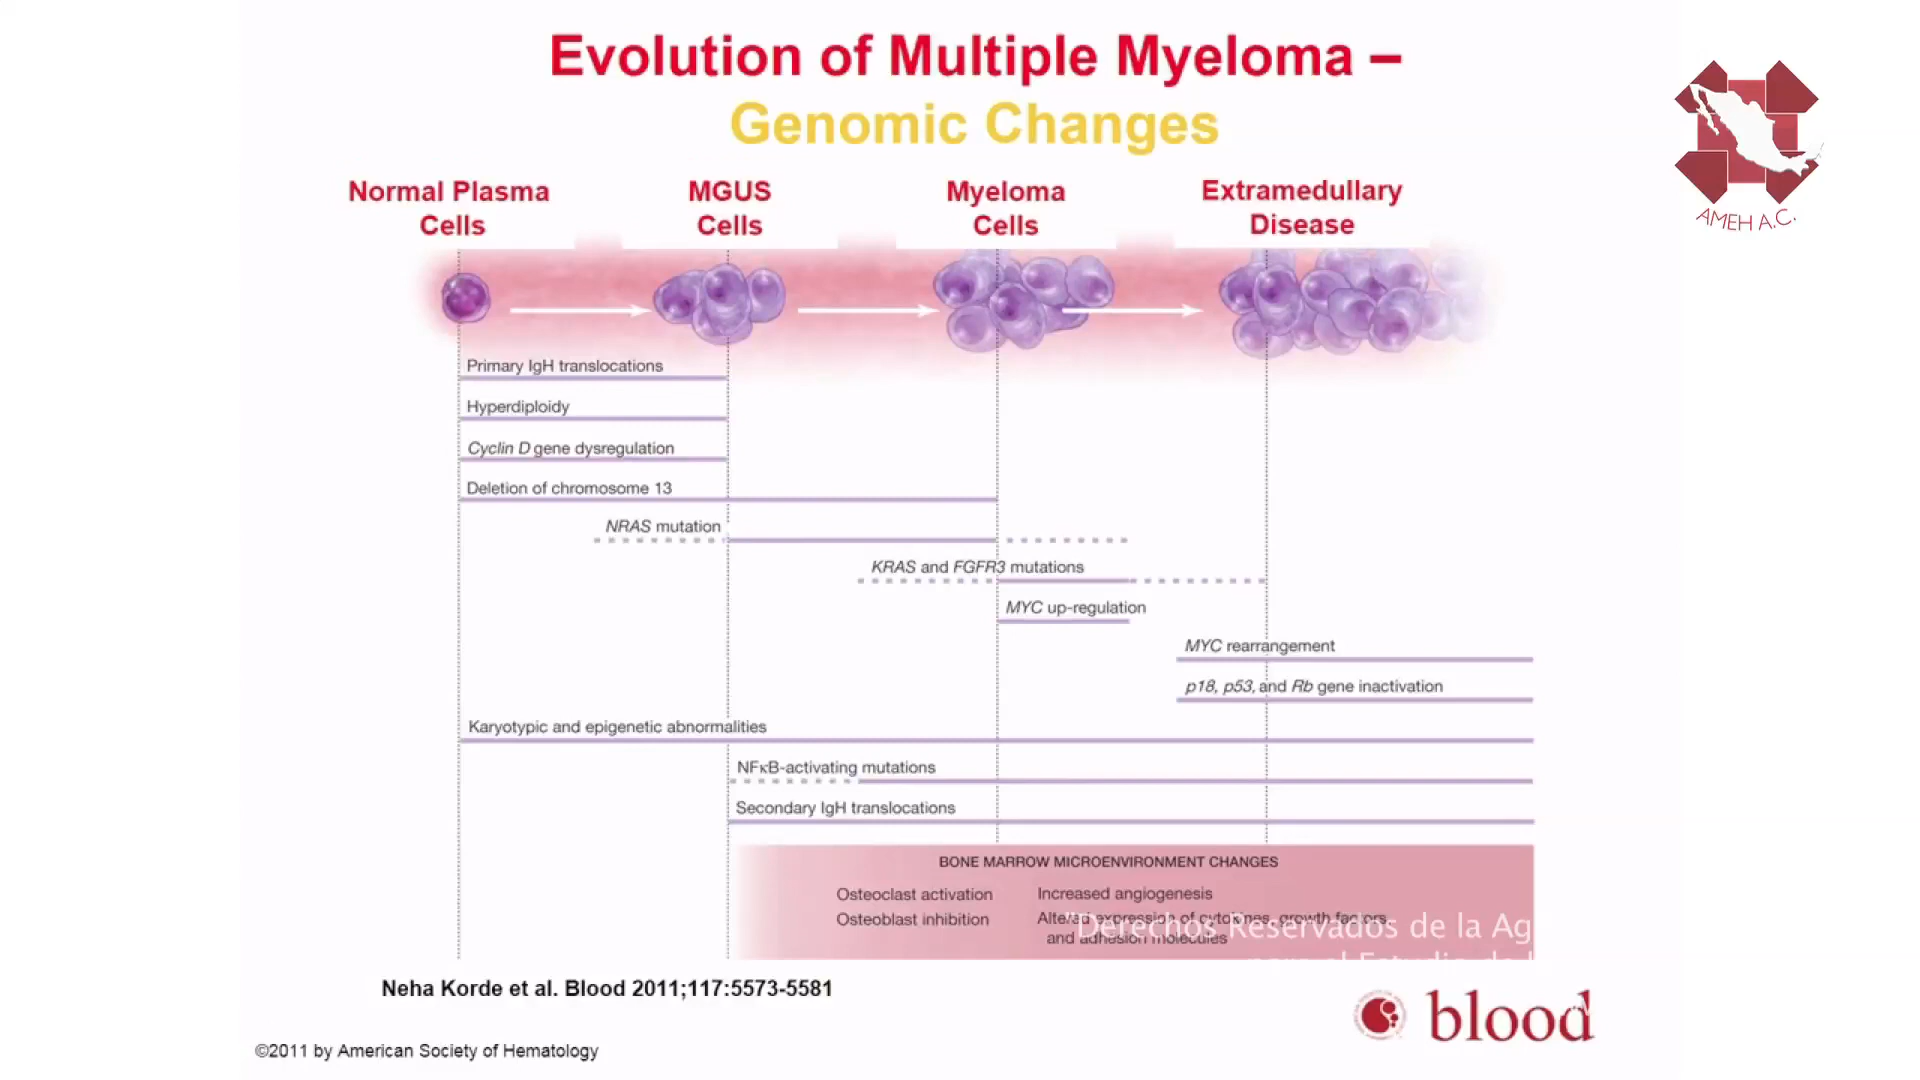 Evolution of Multiple Myeloma –
Genomic Changes
AMEH A.C.
Normal Plasma
Cells
MGUS
Cells
Myeloma
Cells
Extramedullary
Disease
Primary IgH translocations
Hyperdiploidy
Cyclin D gene dysregulation
Deletion of chromosome 13
NRAS mutation
KRAS and FGFR3 mutations
MYC up-regulation
MYC rearrangement
p18, p53, and Rb gene inactivation
Karyotypic and epigenetic abnormalities
NFκB-activating mutations
Secondary IgH translocations
BONE MARROW MICROENVIRONMENT CHANGES
Osteoclast activation
Osteoblast inhibition
Increased angiogenesis
Altered expression of cytokines, growth factors,
and adhesion molecules
"Derechos Reservados de la Ag
para el Estudio de l
Neha Korde et al. Blood 2011;117:5573-5581
blood
©2011 by American Society of Hematology